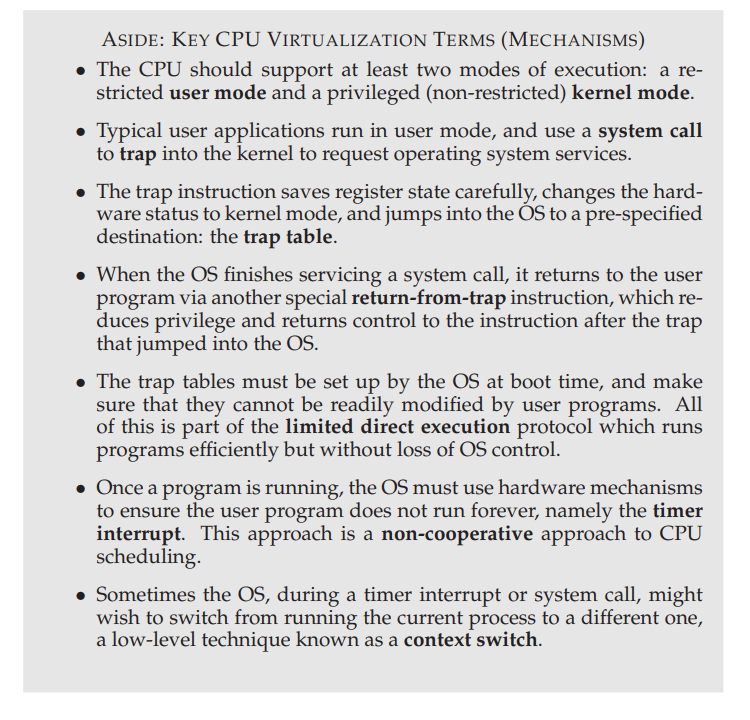 ASIDE: KEY CPU VIRTUALIZATION TERMS (MECHANISMS)
• The CPU should support at least two modes of execution: a re-
stricted user mode and a privileged (non-restricted) kernel mode.
• Typical user applications run in user mode, and use a system call
to trap into the kernel to request operating system services.
• The trap instruction saves register state carefully, changes the hard-
ware status to kernel mode, and jumps into the OS to a pre-specified
destination: the trap table.
• When the OS finishes servicing a system call, it returns to the user
program via another special return-from-trap instruction, which re-
duces privilege and returns control to the instruction after the trap
that jumped into the OS.
• The trap tables must be set up by the OS at boot time, and make
sure that they cannot be readily modified by user programs. All
of this is part of the limited direct execution protocol which runs
programs efficiently but without loss of OS control.
• Once a program is running, the OS must use hardware mechanisms
to ensure the user program does not run forever, namely the timer
interrupt. This approach is a non-cooperative approach to CPU
scheduling.
• Sometimes the OS, during a timer interrupt or system call, might
wish to switch from running the current process to a different one,
a low-level technique known as a context switch.